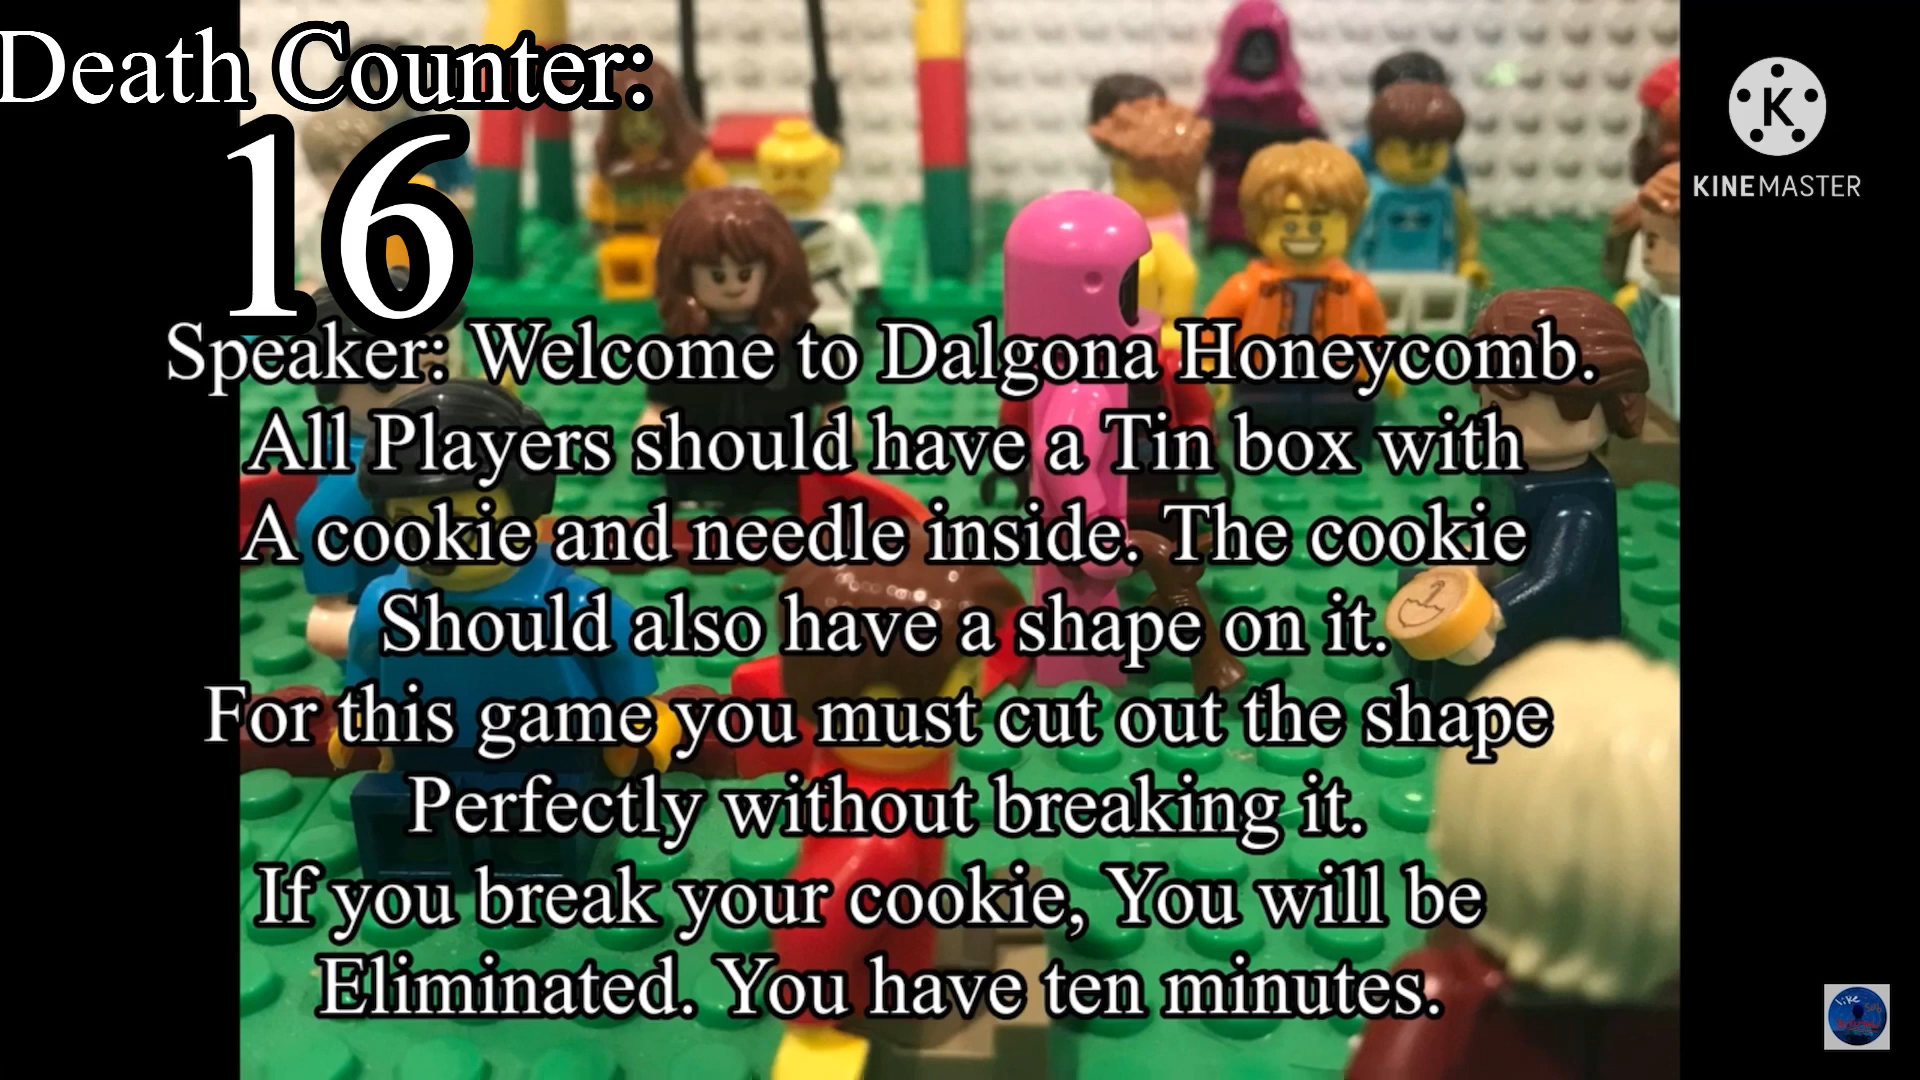 Death Counter:
16
K
KINEMASTER
Speaker: Welcome to Dalgona Honeycomb.
All Players should have a Tin box with
A cookie and needle inside. The cookie
Should also have a shape on it.
For this game you must cut out the shape
Perfectly without breaking it.
If you break your cookie, You will be
Eliminated. You have ten minutes.
like